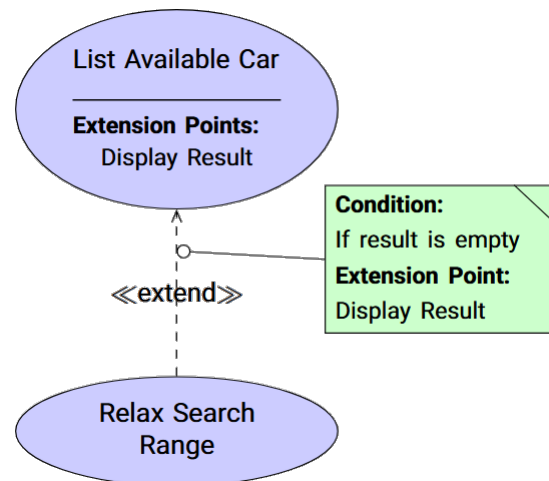 List Available Car
Extension Points:
Display Result
Condition:
If result is empty
Extension Point:
Display Result
≪extend≫
Relax Search
Range